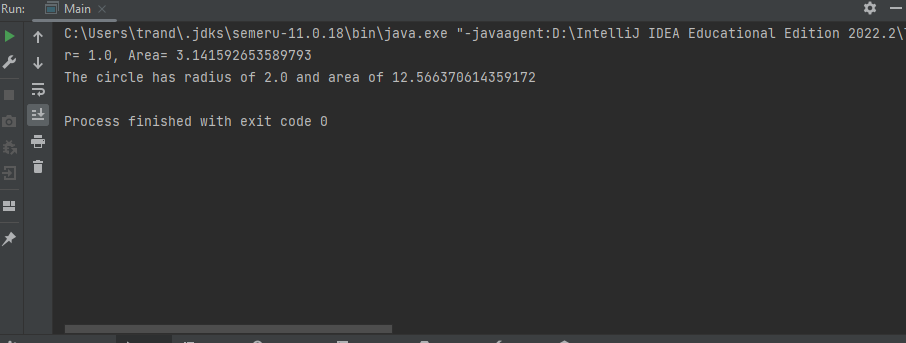 Run: Main
C:\Users\trand\.jdks\semeru-11.0.18\bin\java.exe "-javaagent:D:\IntelliJ IDEA Educational Edition 2022.2\
r= 1.0, Area= 3.141592653589793
The circle has radius of 2.0 and area of 12.566370614359172
Process finished with exit code 0